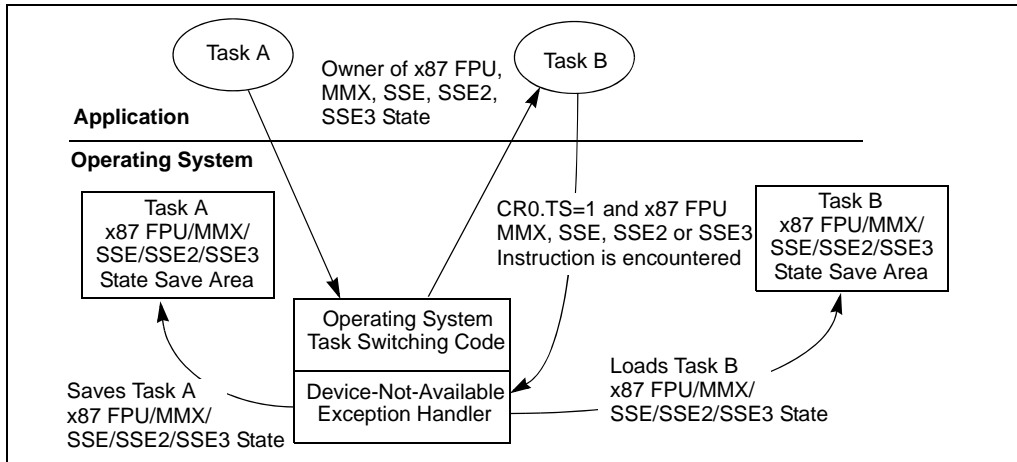 Task A
Owner of x87 FPU,
MMX, SSE, SSE2,
SSE3 State
Task B
Application
Operating System
Task A
x87 FPU/MMX/
SSE/SSE2/SSE3
State Save Area
CR0.TS=1 and x87 FPU
MMX, SSE, SSE2 or SSE3
Instruction is encountered
Task B
x87 FPU/MMX/
SSE/SSE2/SSE3
State Save Area
Operating System
Task Switching Code
Device-Not-Available
Exception Handler
Saves Task A
x87 FPU/MMX/
SSE/SSE2/SSE3 State
Loads Task B
x87 FPU/MMX/
SSE/SSE2/SSE3 State